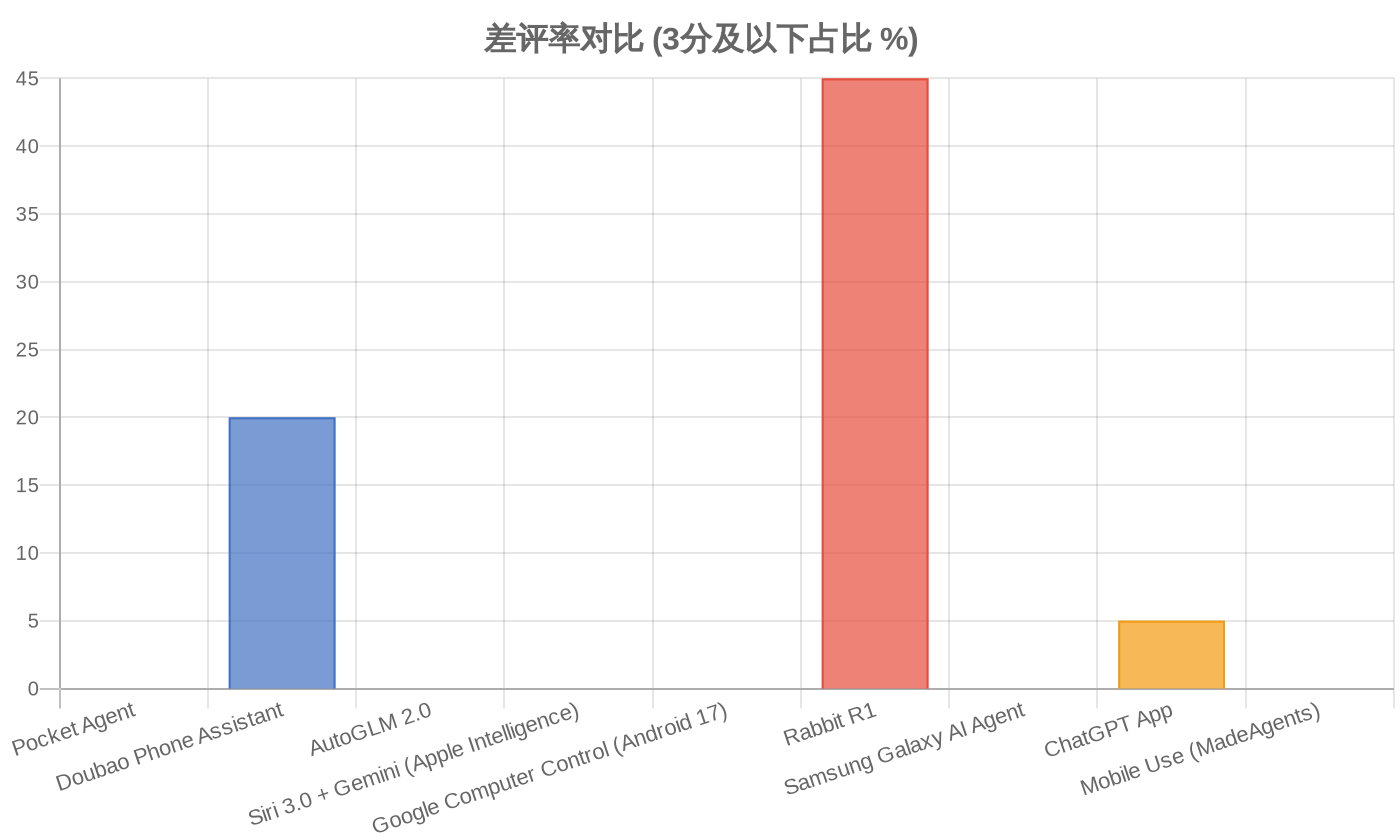 差评率对比 (3分及以下占比 %)
45
40
35
30
25
20
15
10
5
0
Pocket Agent
Doubao Phone Assistant
AutoGLM 2.0
Siri 3.0 + Gemini (Apple Intelligence)
Google Computer Control (Android 17)
Rabbit R1
Samsung Galaxy AI Agent
ChatGPT App
Mobile Use (MadeAgents)